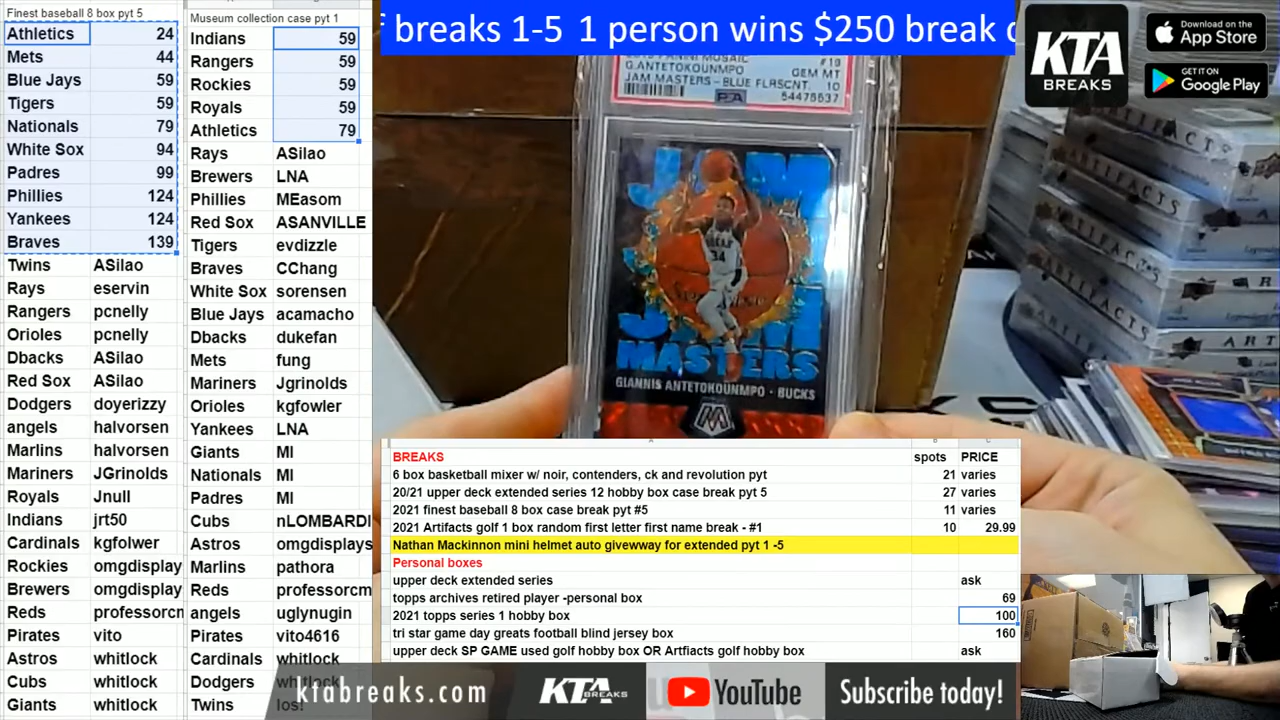 Finest baseball 8 box pyt 5
Athletics 24
Mets 44
Blue Jays 59
Tigers 59
Nationals 79
White Sox 94
Padres 99
Phillies 124
Yankees 124
Braves 139
Twins ASilao
Rays eservin
Rangers pcnelly
Orioles pcnelly
Dbacks ASilao
Red Sox ASilao
Dodgers doyerizzy
angels halvorsen
Marlins halvorsen
Mariners JGrinolds
Royals Jnull
Indians jrt50
Cardinals kgfolwer
Rockies omgdisplay
Brewers omgdisplay
Reds professorcn
Pirates vito
Astros whitlock
Cubs whitlock
Giants whitlock
Museum collection case pyt 1
Indians 59
Rangers 59
Rockies 59
Royals 59
Athletics 79
Rays ASilao
Brewers LNA
Phillies MEasom
Red Sox ASANVILLE
Tigers evdizzle
Braves CChang
White Sox sorensen
Blue Jays acamacho
Dbacks dukefan
Mets fung
Mariners Jgrinolds
Orioles kgfowler
Yankees LNA
Giants MI
Nationals MI
Padres MI
Cubs nLOMBARDI
Astros omgdisplays
Marlins pathora
Reds professorcm
angels uglynugin
Pirates vito4616
Cardinals whitlock
Dodgers whitlock
Twins los!
breaks 1-5 1 person wins $250 break
KTA
BREAKS
Download on the
App Store
GET IT ON
Google Play
#19
G.ANTETOKOUNMPO GEM MT
JAM MASTERS - BLUE FLRSCNT. 10
PSA 54476637
JAM
BUCKS
34
JAM
MASTERS
GIANNIS ANTETOKOUNMPO · BUCKS
ARTIFACTS
ARTIFACTS
ARTIFACTS
ARTIFACTS
BREAKS spots PRICE
6 box basketball mixer w/ noir, contenders, ck and revolution pyt 21 varies
20/21 upper deck extended series 12 hobby box case break pyt 5 27 varies
2021 finest baseball 8 box case break pyt #5 11 varies
2021 Artifacts golf 1 box random first letter first name break - #1 10 29.99
Nathan Mackinnon mini helmet auto givewway for extended pyt 1 -5
Personal boxes
upper deck extended series ask
topps archives retired player -personal box 69
2021 topps series 1 hobby box 100
tri star game day greats football blind jersey box 160
upper deck SP GAME used golf hobby box OR Artfiacts golf hobby box ask
ktabreaks.com KTA BREAKS YouTube Subscribe today!